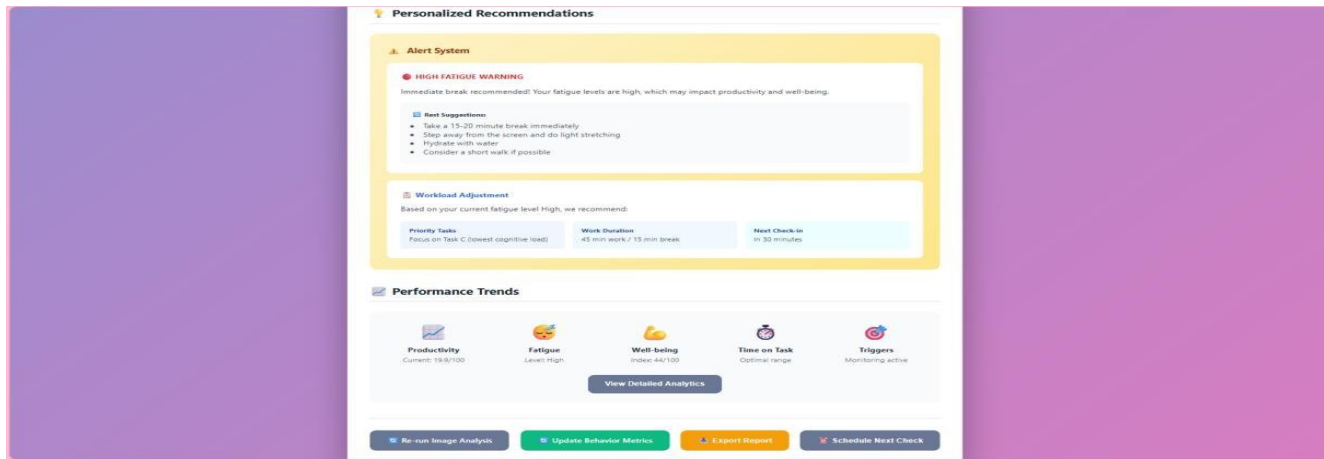 Personalized Recommendations
Alert System
HIGH FATIGUE WARNING
Immediate break recommended! Your fatigue levels are high, which may impact productivity and well-being.
Rest Suggestions:
Take a 15-20 minute break immediately
Step away from the screen and do light stretching
Hydrate with water
Consider a short walk if possible
Workload Adjustment
Based on your current fatigue level High, we recommend:
Priority Tasks
Focus on Task C (lowest cognitive load)
Work Duration
45 min work / 15 min break
Next Check-in
In 30 minutes
Performance Trends
Productivity
Current: 19.9/100
Fatigue
Level: High
Well-being
Index: 44/100
Time on Task
Optimal range
Triggers
Monitoring active
View Detailed Analytics
Re-run Image Analysis
Update Behavior Metrics
Export Report
Schedule Next Check